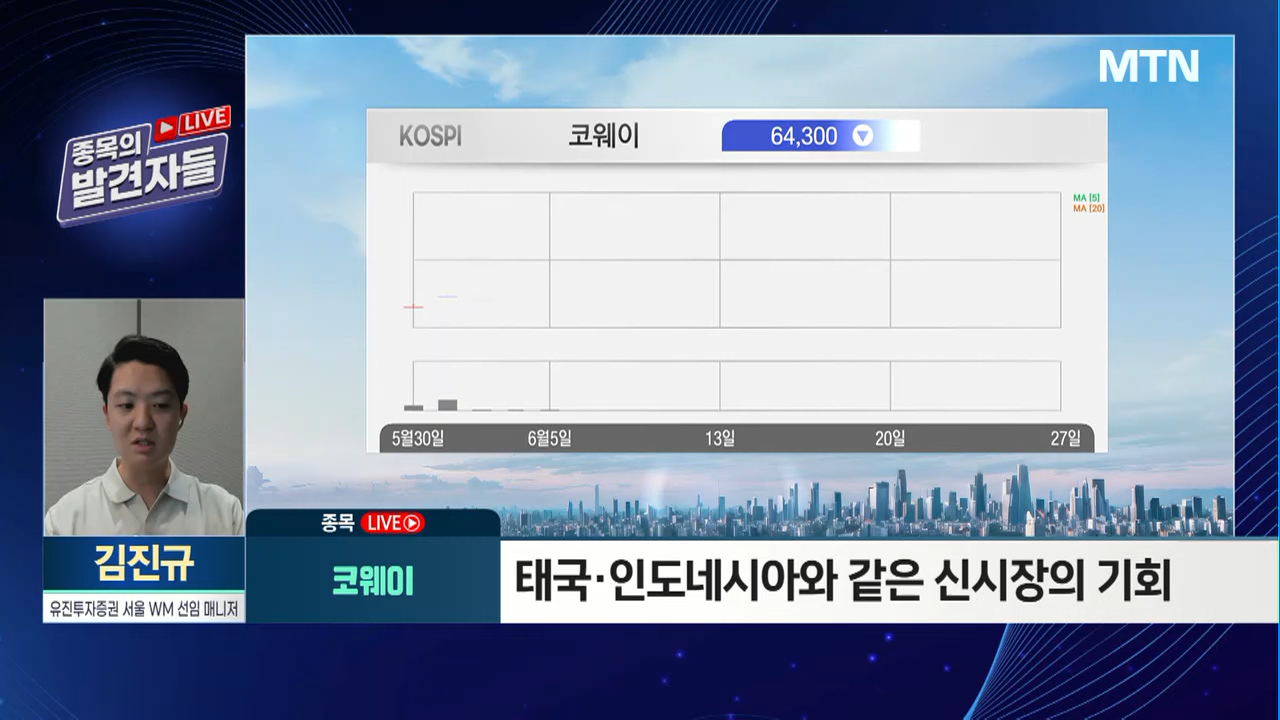 MTN
LIVE
종목의
발견자들
KOSPI 코웨이 64,300
MA [5]
MA [20]
5월30일 6월5일 13일 20일 27일
김진규
유진투자증권 서울 WM 선임 매니저
종목 LIVE
코웨이
태국·인도네시아와 같은 신시장의 기회